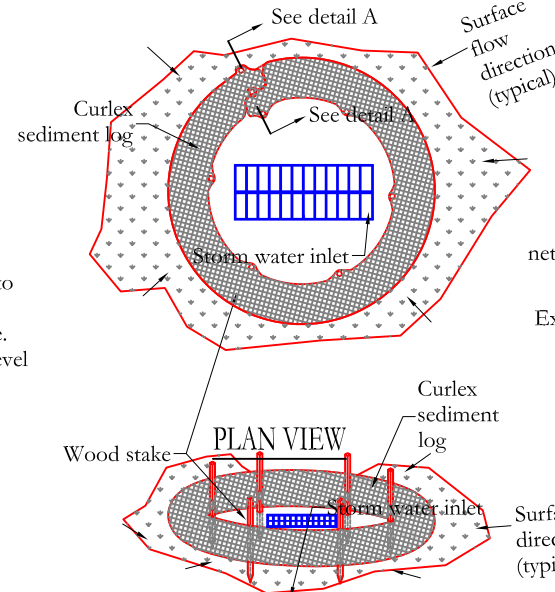 See detail A
Surface
flow
direction
(typical)
Curlex
sediment
log
See detail A
Storm water inlet
net
to
Ex
e.
evel
Curlex
sediment
log
PLAN VIEW
Wood stake
Storm water inlet
Surfa
direc
(typi